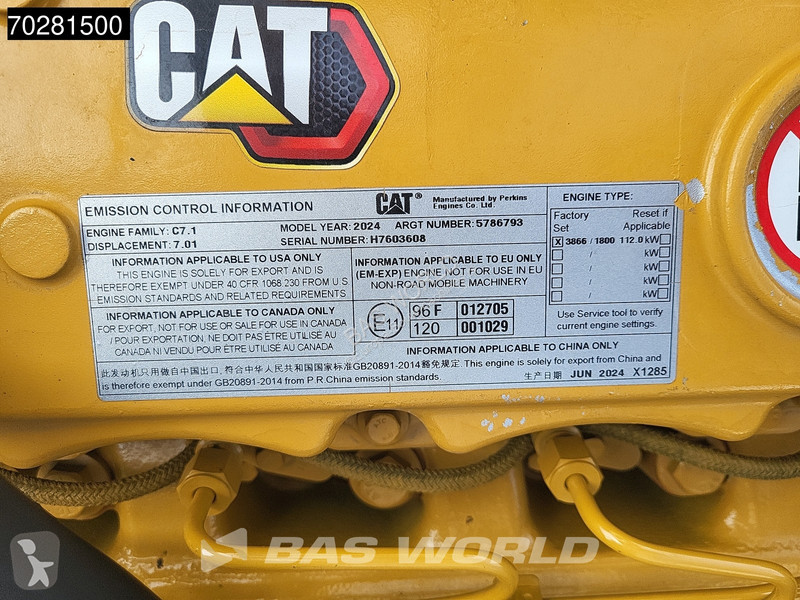 70281500
CAT
EMISSION CONTROL INFORMATION
CAT® Manufactured by Perkins Engines Co. Ltd.
ENGINE FAMILY: C7.1
MODEL YEAR: 2024 ARGT NUMBER: 5786793
DISPLACEMENT: 7.01
SERIAL NUMBER: H7603608
INFORMATION APPLICABLE TO USA ONLY
THIS ENGINE IS SOLELY FOR EXPORT AND IS
THEREFORE EXEMPT UNDER 40 CFR 1068 230 FROM U S
EMISSION STANDARDS AND RELATED REQUIREMENTS
INFORMATION APPLICABLE TO EU ONLY
(EM-EXP) ENGINE NOT FOR USE IN EU
NON-ROAD MOBILE MACHINERY
INFORMATION APPLICABLE TO CANADA ONLY
FOR EXPORT, NOT FOR USE OR SALE FOR USE IN CANADA
/ POUR EXPORTATION, NE DOIT PAS ÉTRE UTILISÉ AU
CANADA NI VENDU POUR ÊTRE UTILISÉ AU CANADA
E11
96 F 012705
120 001029
ENGINE TYPE:
Factory Set
Reset if Applicable
X 3866 / 1800 112.0 kW
/ kW
/ kW
/ kW
/ kW
Use Service tool to verify
current engine settings.
INFORMATION APPLICABLE TO CHINA ONLY
此发动机只用做自中国出口, 符合中华人民共和国国家标准GB20891-2014豁免规定. This engine is solely for export from China and
is therefore exempt under GB20891-2014 from P.R.China emission standards.
生产日期 JUN 2024 X1285
BAS WORLD